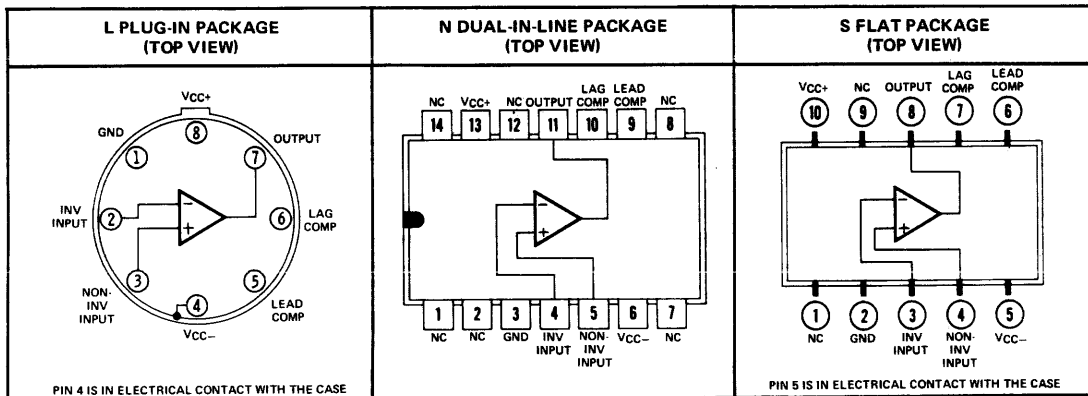 L PLUG-IN PACKAGE
(TOP VIEW)
VCC+
8
GND
1
7
OUTPUT
INV
INPUT
2
−
+
6
LAG
COMP
3
NON-
INV
INPUT
4
5
LEAD
COMP
VCC−
PIN 4 IS IN ELECTRICAL CONTACT WITH THE CASE
N DUAL-IN-LINE PACKAGE
(TOP VIEW)
NC VCC+ NC OUTPUT LAG COMP LEAD COMP NC
14 13 12 11 10 9 8
−
+
1 2 3 4 5 6 7
NC NC GND INV INPUT NON- INV INPUT VCC− NC
S FLAT PACKAGE
(TOP VIEW)
VCC+ NC OUTPUT LAG COMP LEAD COMP
10 9 8 7 6
−
+
1 2 3 4 5
NC GND INV INPUT NON- INV INPUT VCC−
PIN 5 IS IN ELECTRICAL CONTACT WITH THE CASE